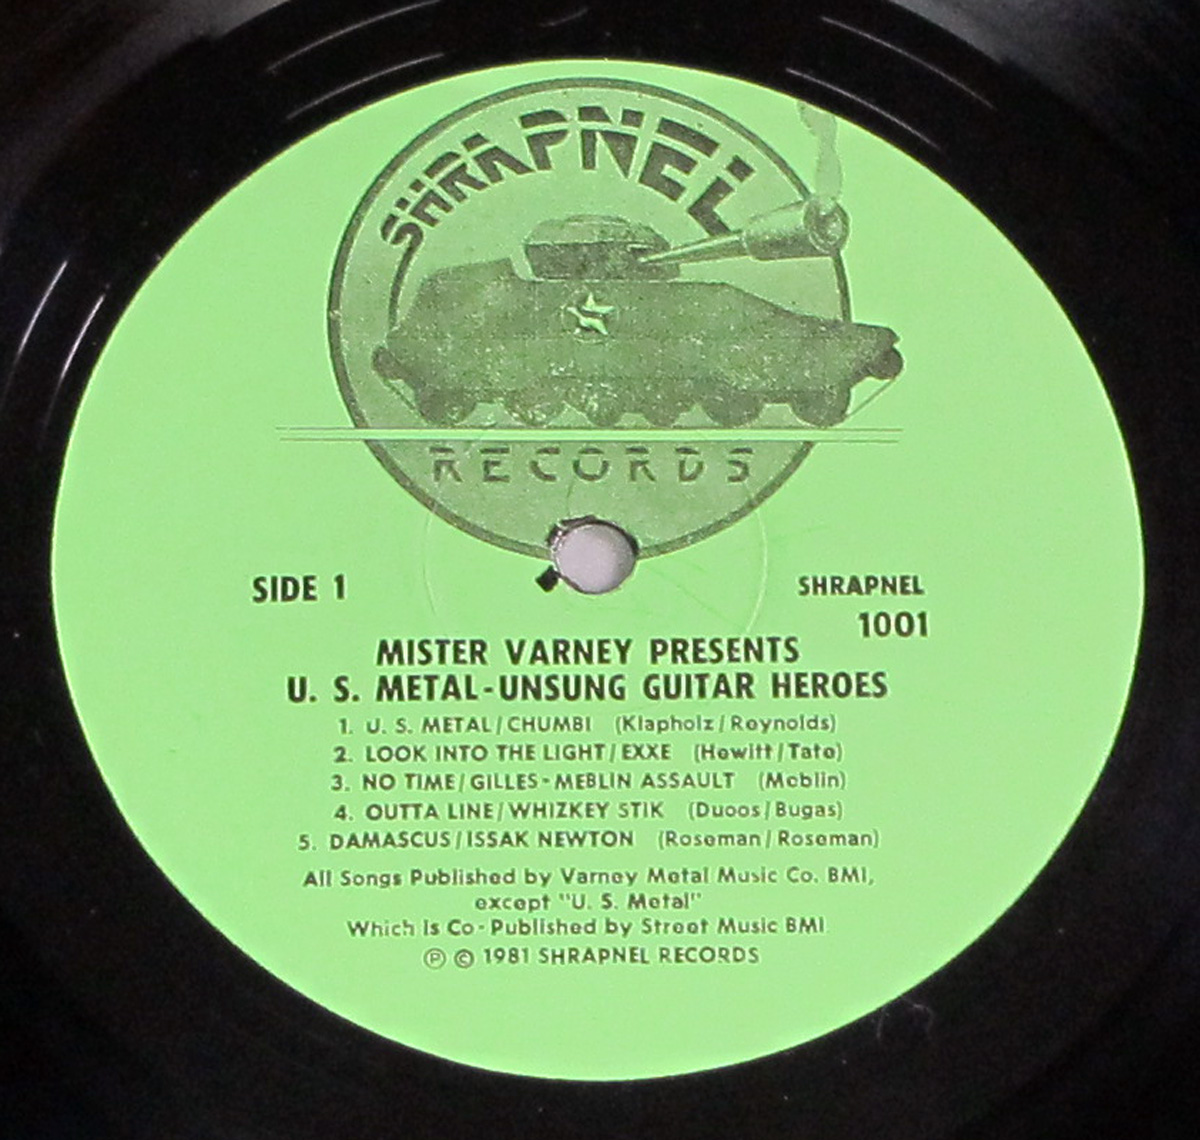 SHRAPNEL
RECORDS
SIDE 1
SHRAPNEL
1001
MISTER VARNEY PRESENTS
U. S. METAL-UNSUNG GUITAR HEROES
1. U. S. METAL/CHUMBI (Klapholz/Reynolds)
2. LOOK INTO THE LIGHT/EXXE (Hewitt/Tate)
3. NO TIME/GILLES-MEBLIN ASSAULT (Meblin)
4. OUTTA LINE/WHIZKEY STIK (Duoos/Bugas)
5. DAMASCUS/ISSAK NEWTON (Roseman/Roseman)
All Songs Published by Varney Metal Music Co. BMI,
except "U. S. Metal"
Which Is Co-Published by Street Music BMI
℗ © 1981 SHRAPNEL RECORDS